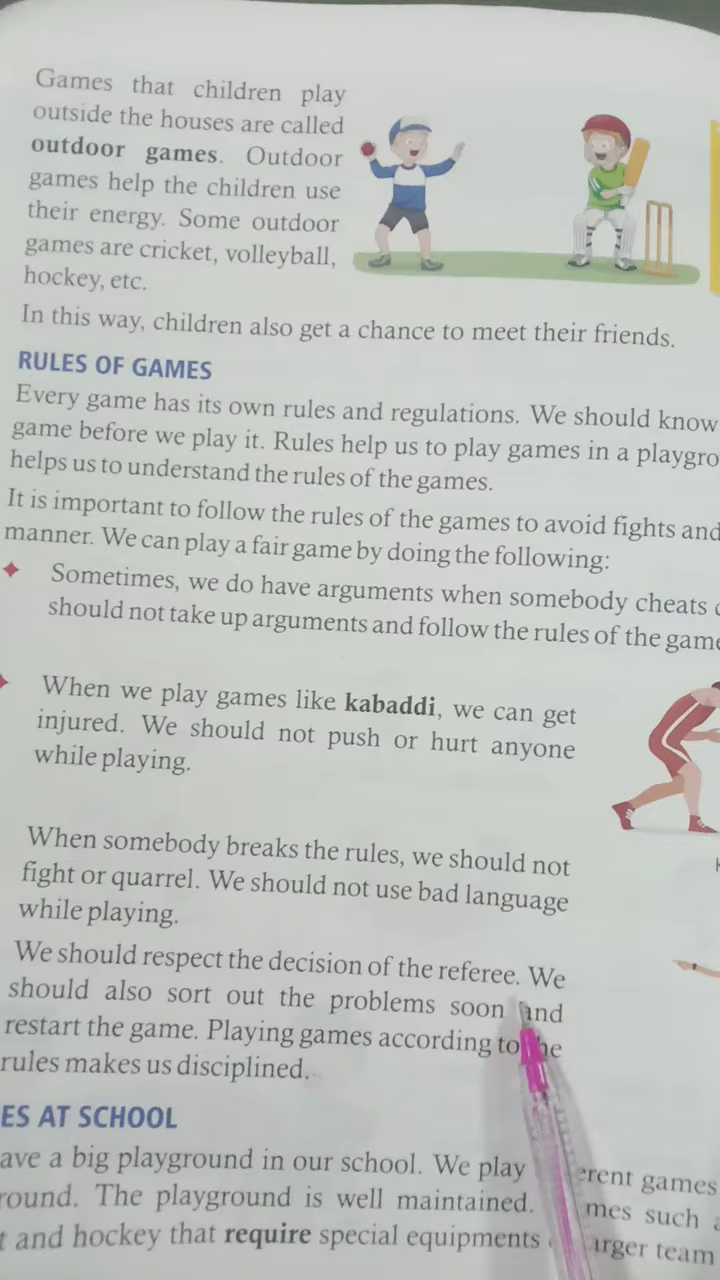 Games that children play
outside the houses are called
outdoor games. Outdoor
games help the children use
their energy. Some outdoor
games are cricket, volleyball,
hockey, etc.
In this way, children also get a chance to meet their friends.
RULES OF GAMES
Every game has its own rules and regulations. We should know
game before we play it. Rules help us to play games in a playgro
helps us to understand the rules of the games.
It is important to follow the rules of the games to avoid fights and
manner. We can play a fair game by doing the following:
Sometimes, we do have arguments when somebody cheats
should not take up arguments and follow the rules of the game
When we play games like kabaddi, we can get
injured. We should not push or hurt anyone
while playing.
When somebody breaks the rules, we should not
fight or quarrel. We should not use bad language
while playing.
We should respect the decision of the referee. We
should also sort out the problems soon and
restart the game. Playing games according to he
rules makes us disciplined.
ES AT SCHOOL
ave a big playground in our school. We play erent games
round. The playground is well maintained. mes such
t and hockey that require special equipments arger team